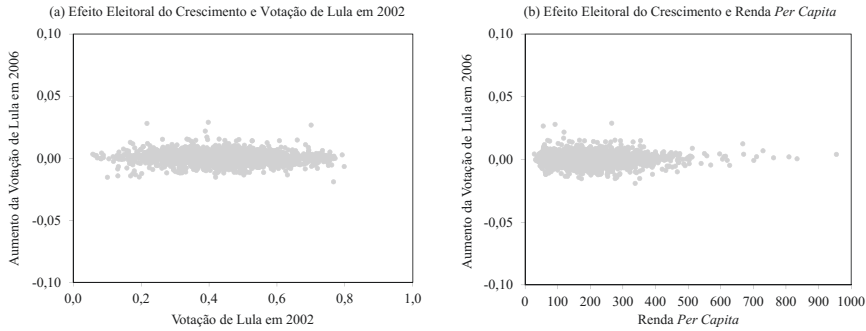 (a) Efeito Eleitoral do Crescimento e Votação de Lula em 2002
Aumento da Votação de Lula em 2006
0,10
0,05
0,00
-0,05
-0,10
0,0 0,2 0,4 0,6 0,8 1,0
Votação de Lula em 2002
(b) Efeito Eleitoral do Crescimento e Renda Per Capita
Aumento da Votação de Lula em 2006
0,10
0,05
0,00
-0,05
-0,10
0 100 200 300 400 500 600 700 800 900 1000
Renda Per Capita